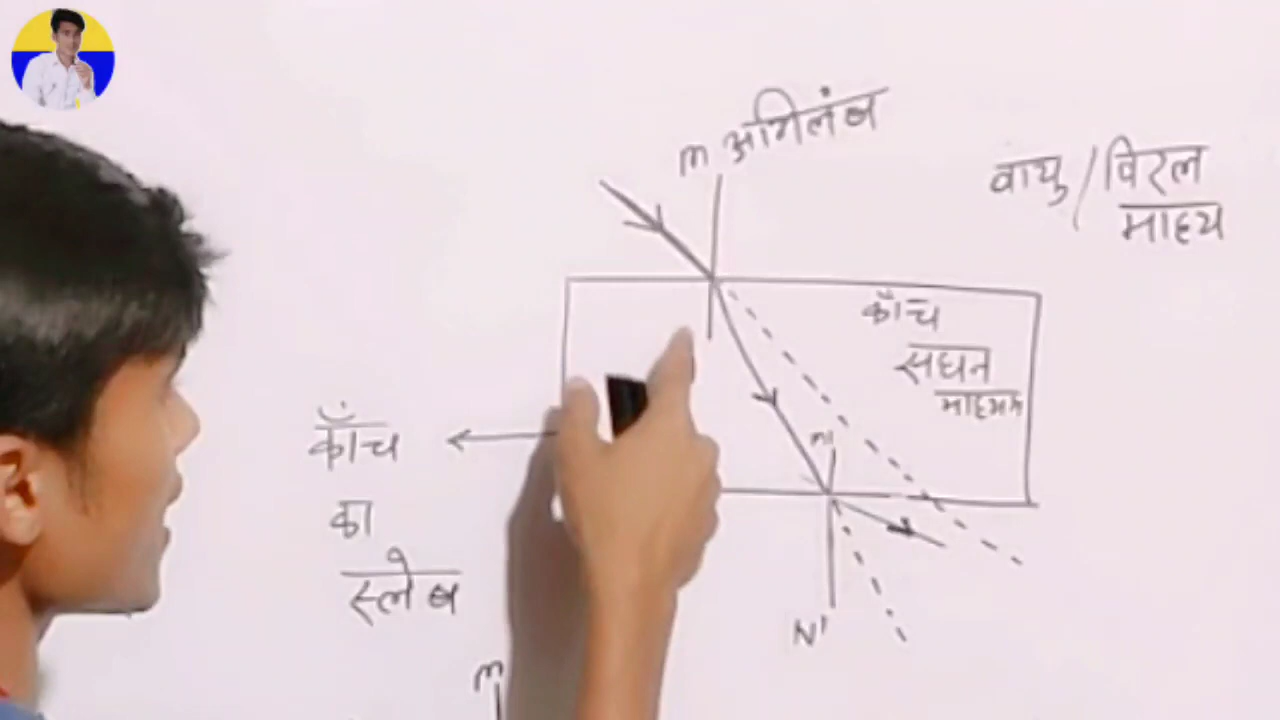 m अभिलंब
वायु / विरल
माध्य
काँच
सघन
माध्यम
m'
काँच
का
स्लेब
N'
m